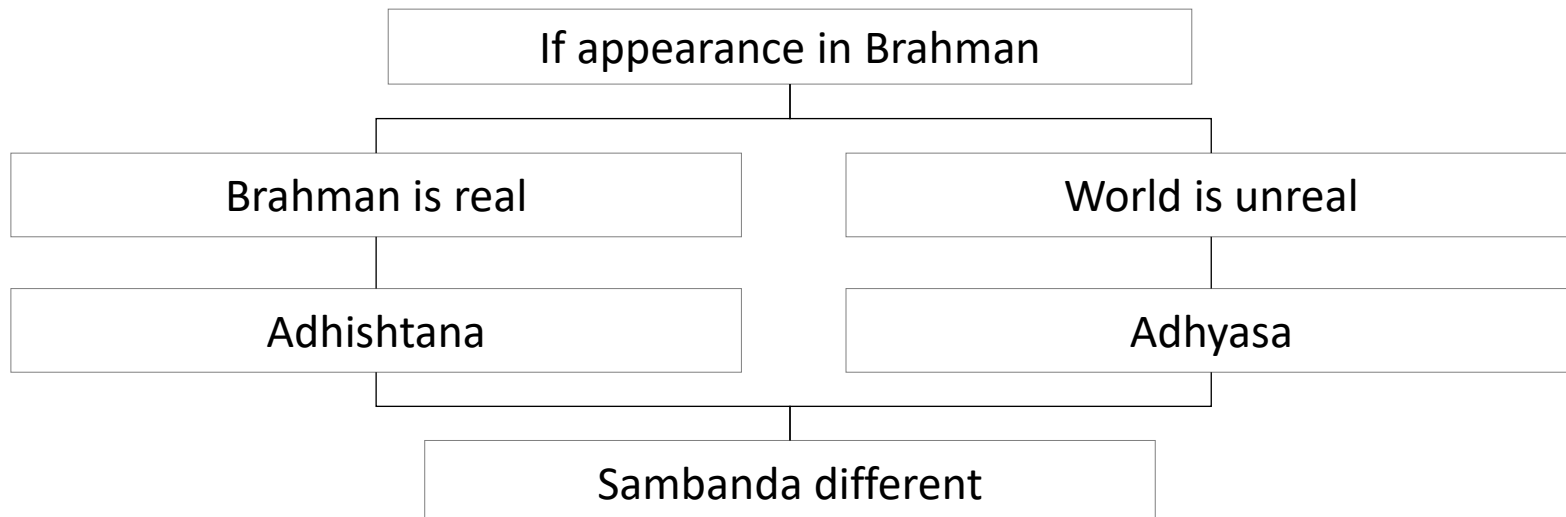 If appearance in Brahman
Brahman is real
World is unreal
Adhishtana
Adhyasa
Sambanda different